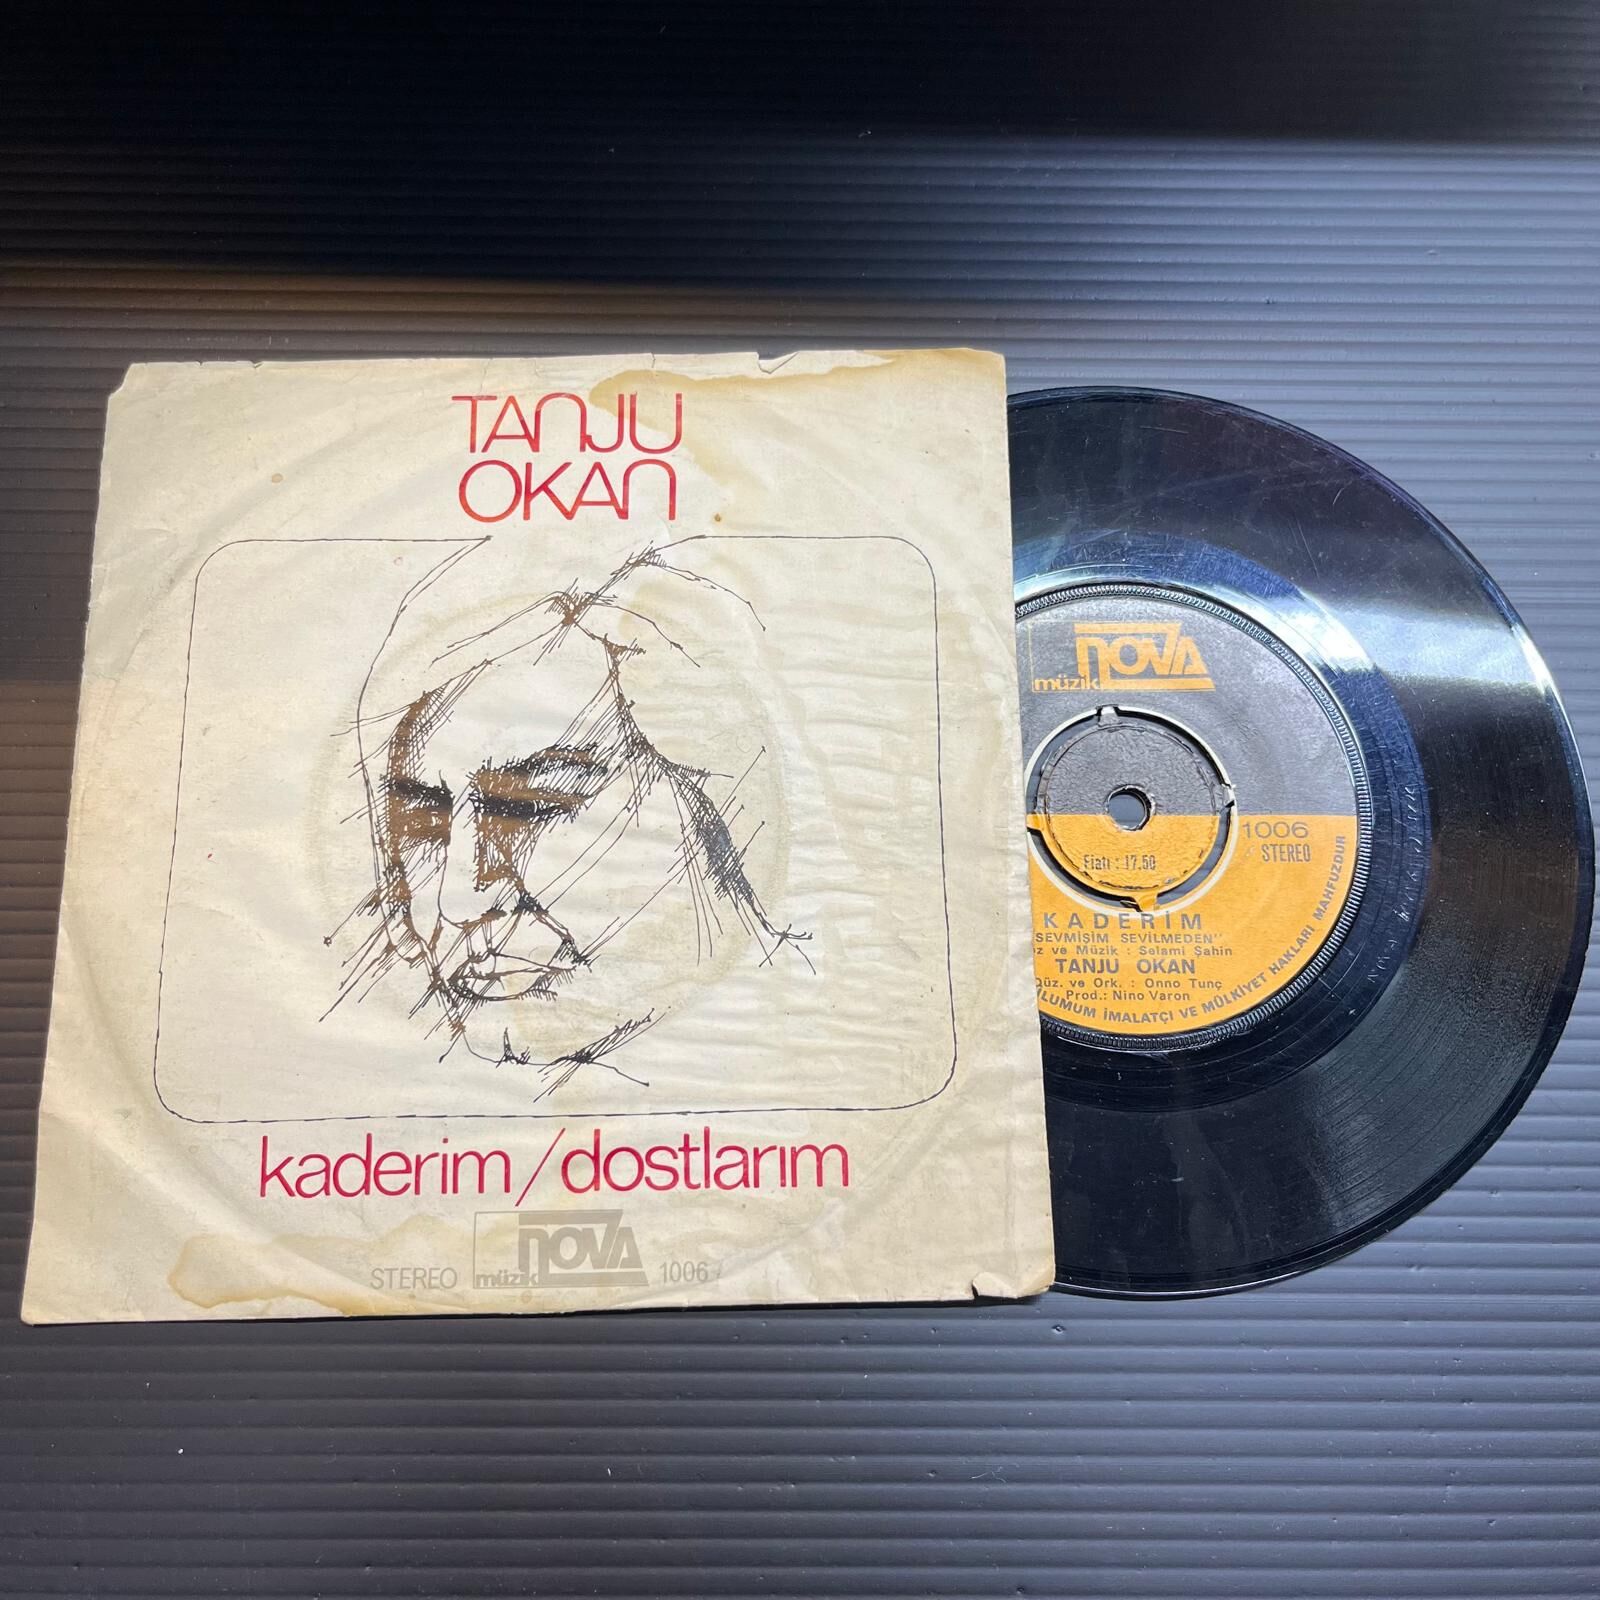 TANJU
OKAN
kaderim/dostlarım
STEREO müzik NOVA 1006
NOVA
müzik
1006
STEREO
Fiatı : 17.50
KADERİM
SEVMİŞİM SEVİLMEDEN"
ve Müzik : Selami Şahin
TANJU OKAN
Düz. ve Ork. : Onno Tunç
Prod.: Nino Varon
İMALATÇI VE MÜLKİYET HAKLARI MAHFUZDUR